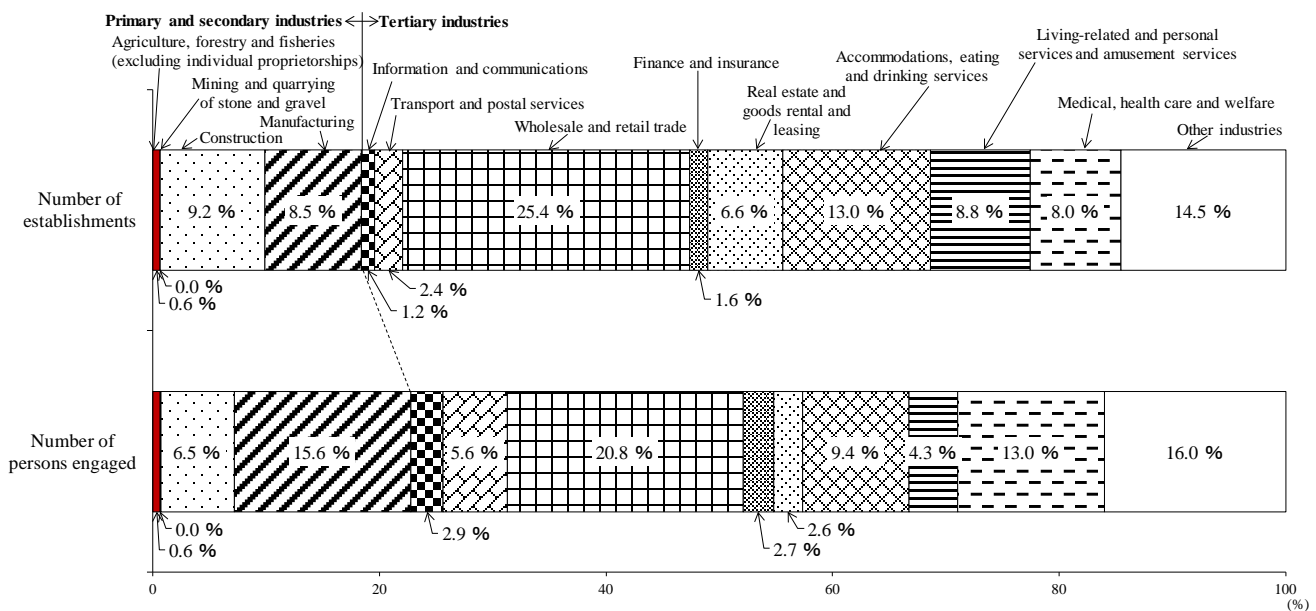 Primary and secondary industries
Tertiary industries
Agriculture, forestry and fisheries
(excluding individual proprietorships)
Mining and quarrying
of stone and gravel
Construction
Manufacturing
Information and communications
Transport and postal services
Wholesale and retail trade
Finance and insurance
Real estate and
goods rental and
leasing
Accommodations, eating
and drinking services
Living-related and personal
services and amusement services
Medical, health care and welfare
Other industries
Number of
establishments
9.2 %
8.5 %
25.4 %
6.6 %
13.0 %
8.8 %
8.0 %
14.5 %
0.0 %
0.6 %
1.2 %
2.4 %
1.6 %
Number of
persons engaged
6.5 %
15.6 %
5.6 %
20.8 %
9.4 %
4.3 %
13.0 %
16.0 %
0.0 %
0.6 %
2.9 %
2.7 %
2.6 %
0
20
40
60
80
100
(%)